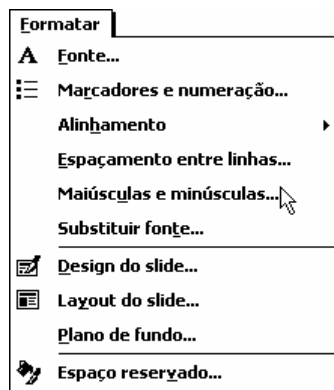 Formatar
Fonte...
Marcadores e numeração...
Alinhamento
Espaçamento entre linhas...
Maiúsculas e minúsculas...
Substituir fonte...
Design do slide...
Layout do slide...
Plano de fundo...
Espaço reservado...